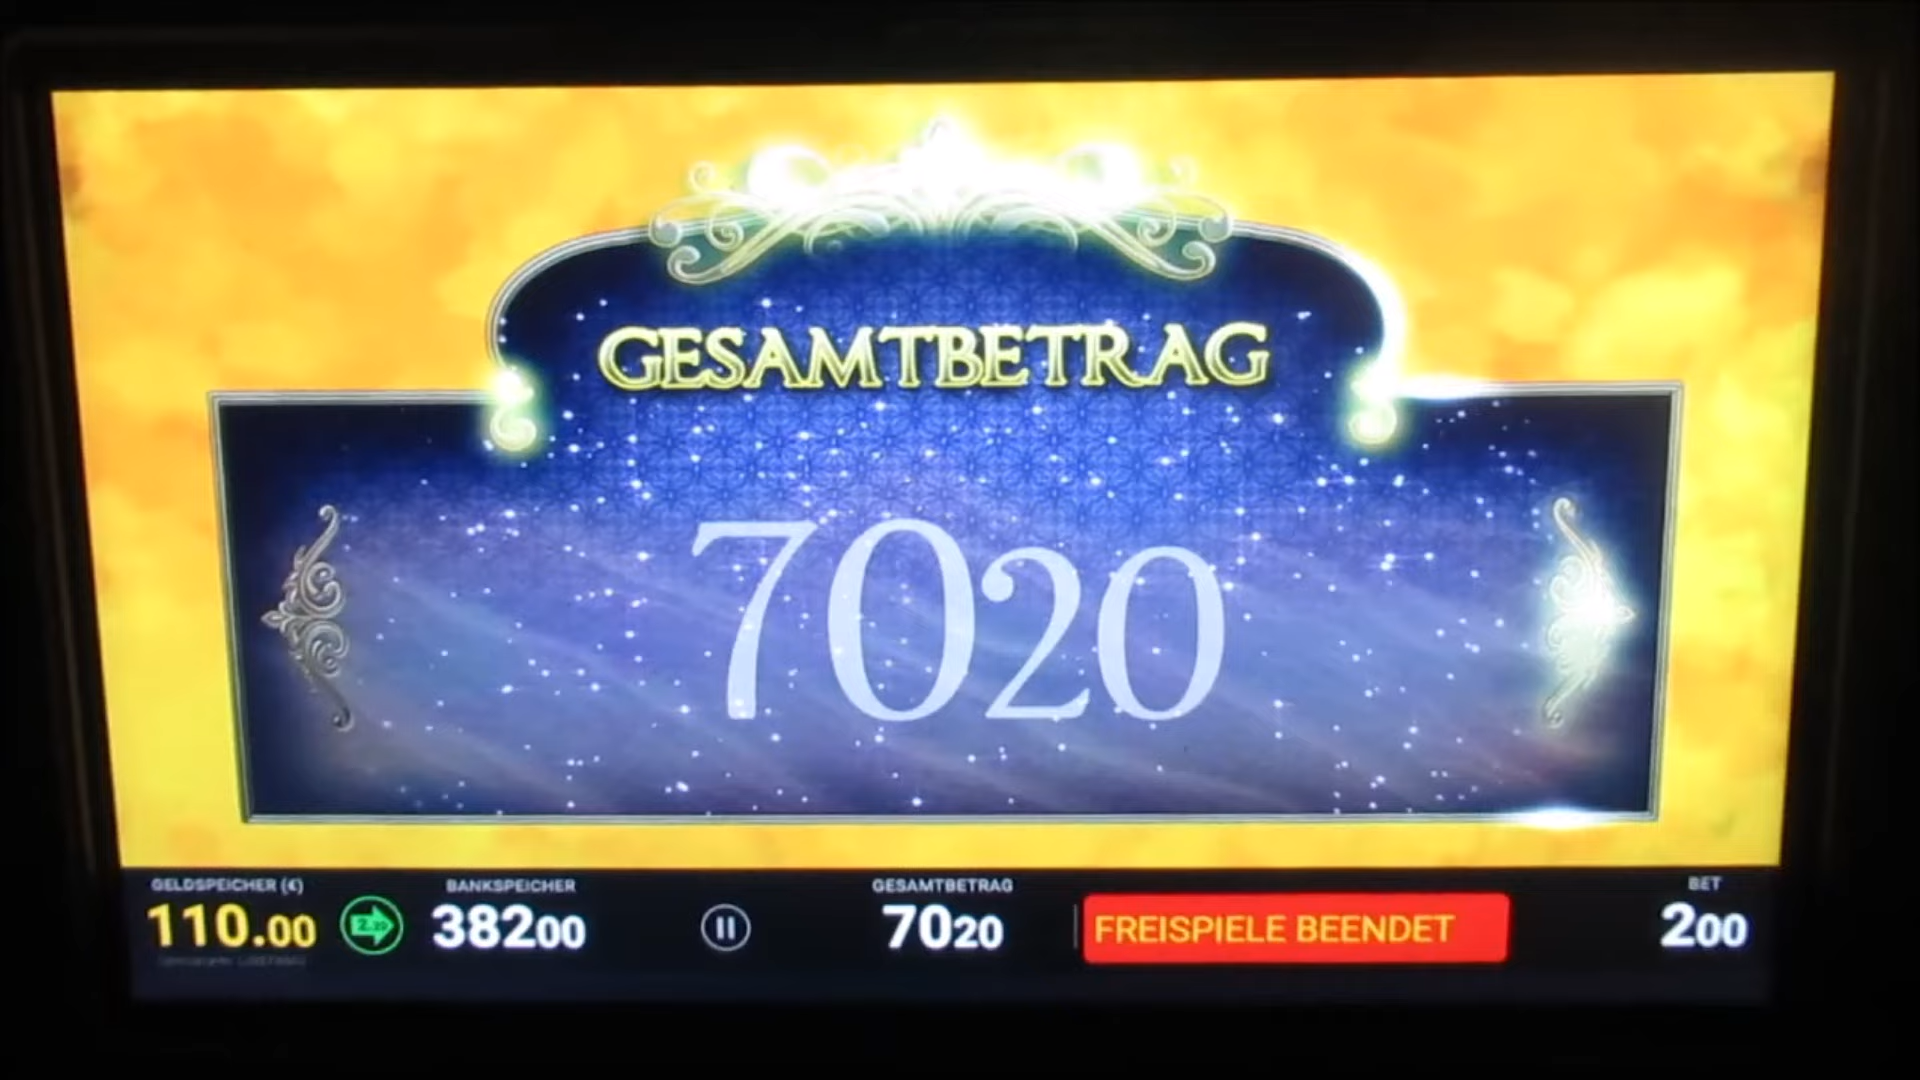 GESAMTBETRAG
7020
GELDSPEICHER (€)
110.00
BANKSPEICHER
38200
GESAMTBETRAG
7020
FREISPIELE BEENDET
BET
200